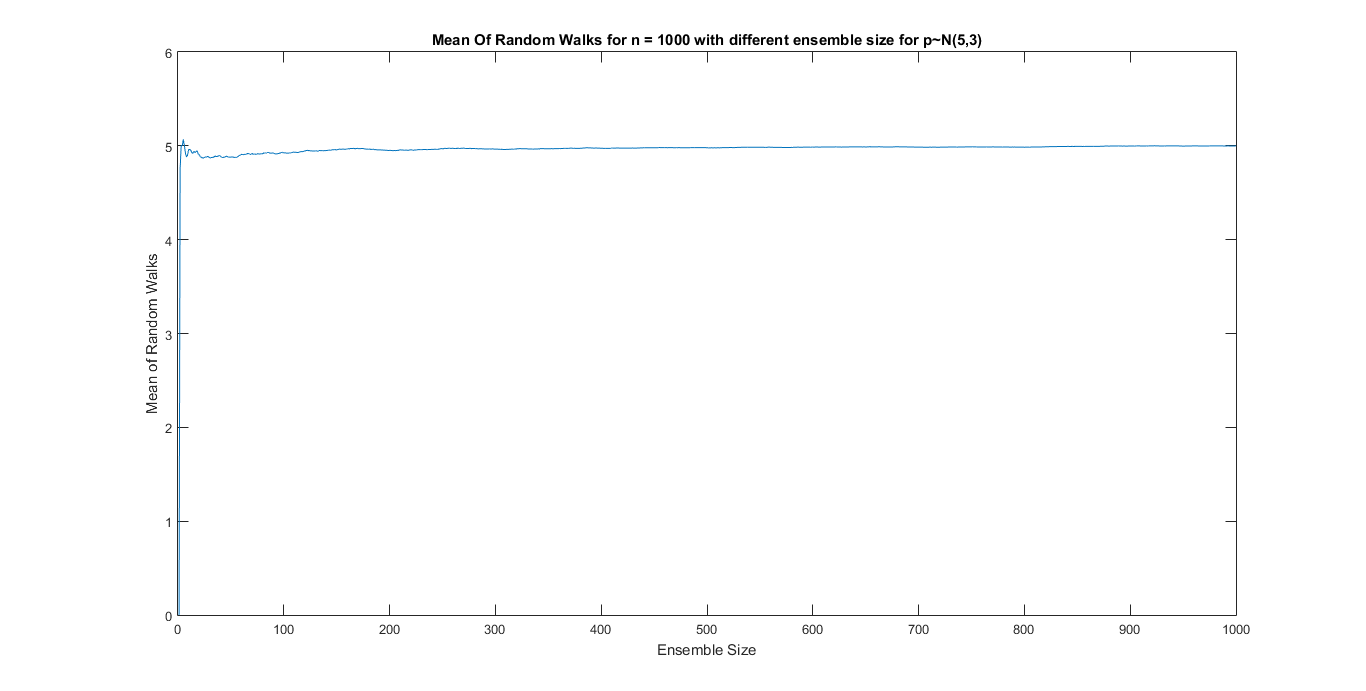 Mean Of Random Walks for n = 1000 with different ensemble size for p~N(5,3)
6
5
4
3
2
1
0
Mean of Random Walks
0 100 200 300 400 500 600 700 800 900 1000
Ensemble Size